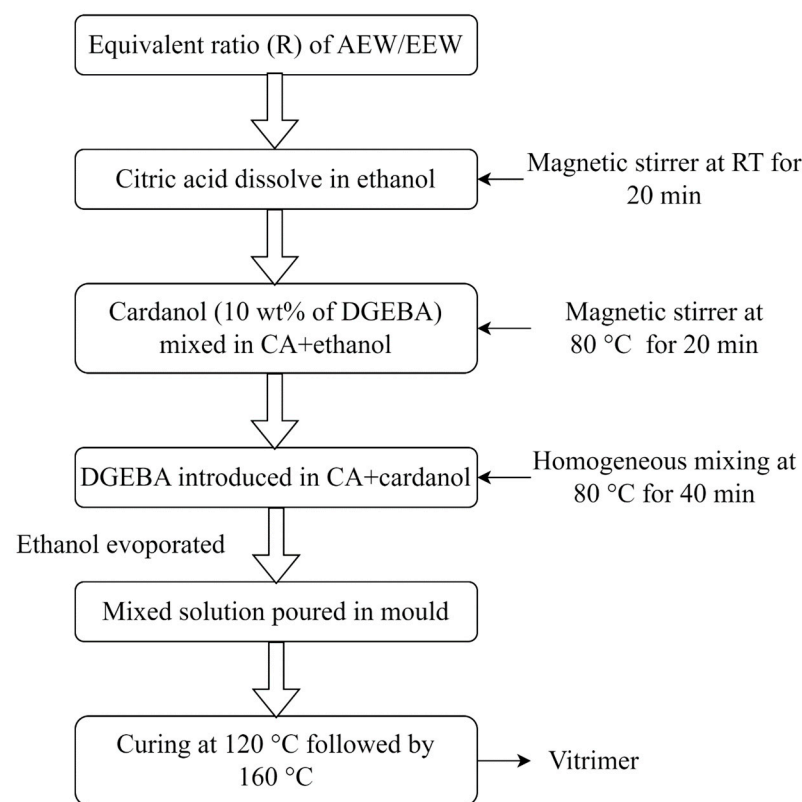 Equivalent ratio (R) of AEW/EEW
Citric acid dissolve in ethanol
Magnetic stirrer at RT for
20 min
Cardanol (10 wt% of DGEBA)
mixed in CA+ethanol
Magnetic stirrer at
80 °C for 20 min
DGEBA introduced in CA+cardanol
Homogeneous mixing at
80 °C for 40 min
Ethanol evoporated
Mixed solution poured in mould
Curing at 120 °C followed by
160 °C
Vitrimer